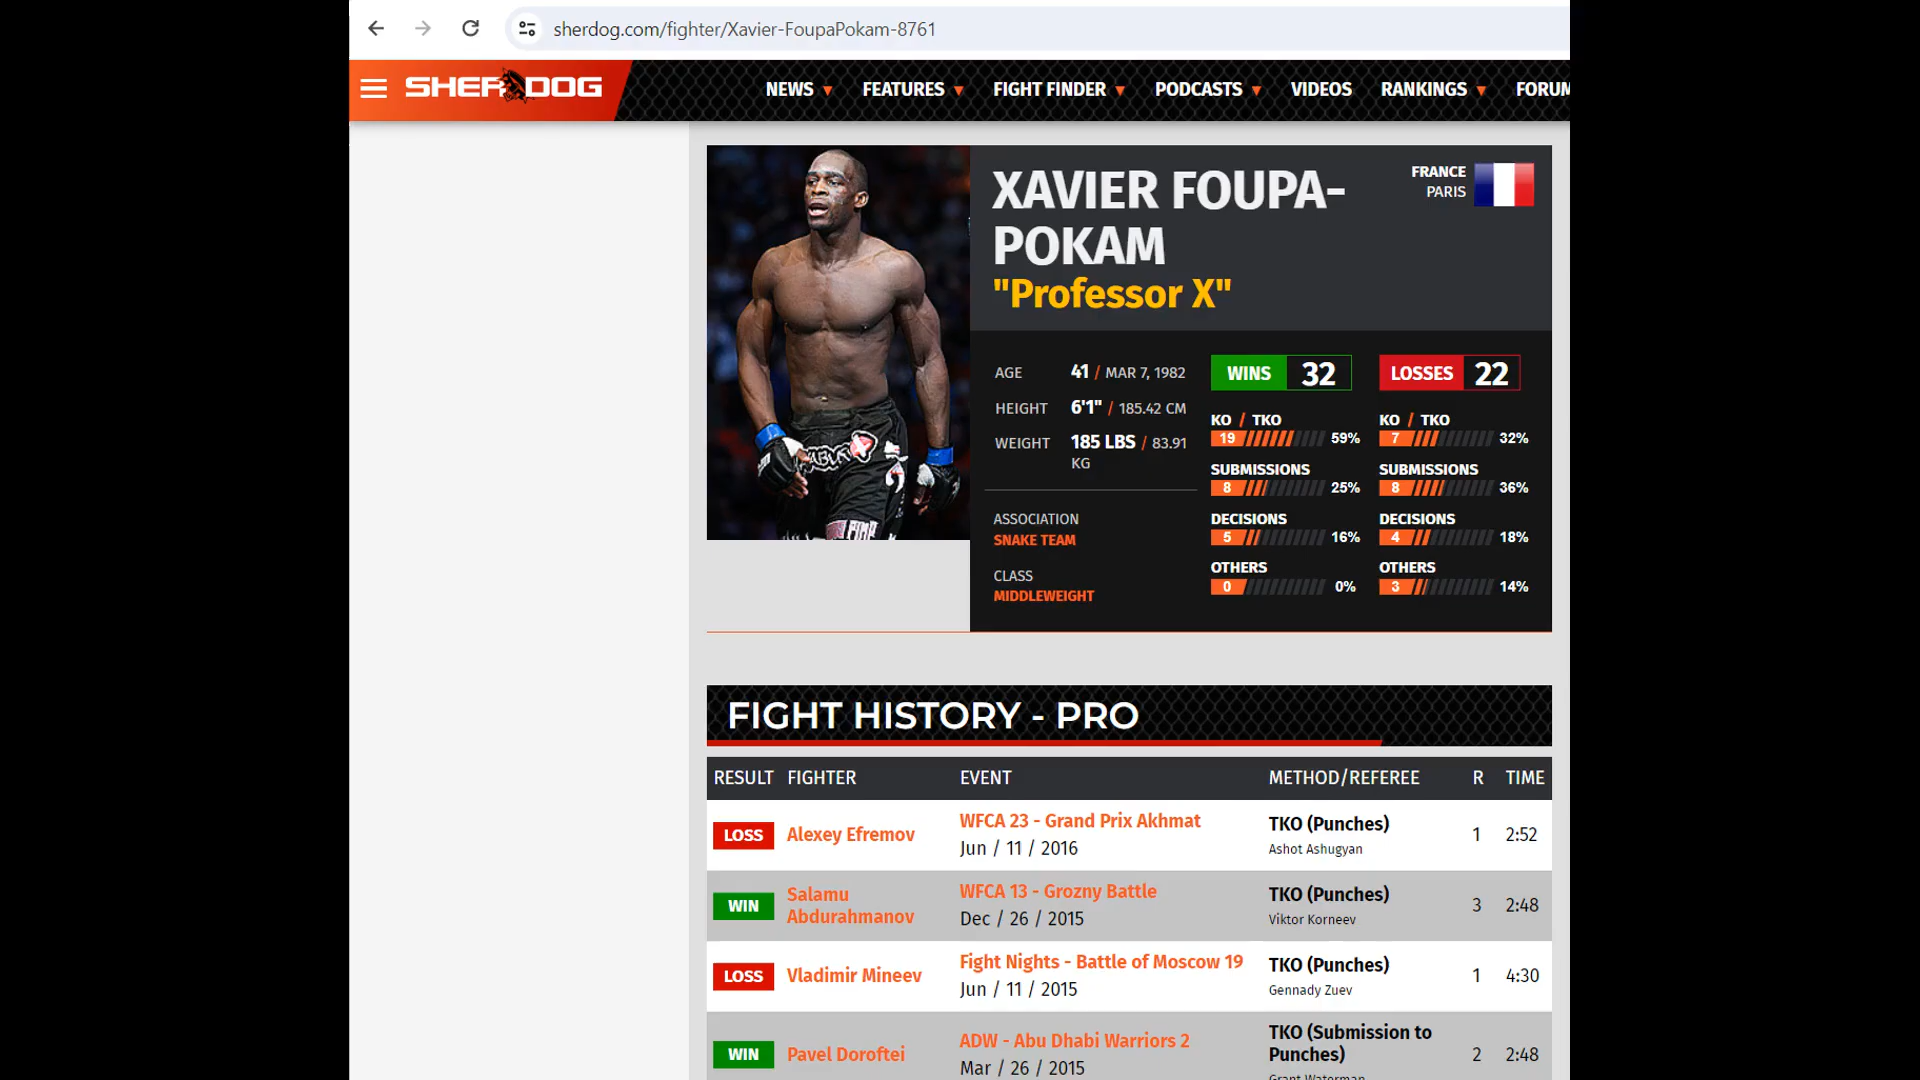 sherdog.com/fighter/Xavier-FoupaPokam-8761
SHERDOG
NEWS ▼ FEATURES ▼ FIGHT FINDER ▼ PODCASTS ▼ VIDEOS RANKINGS ▼ FORUM
XAVIER FOUPA-
POKAM
"Professor X"
FRANCE
PARIS
AGE 41 / MAR 7, 1982
HEIGHT 6'1" / 185.42 CM
WEIGHT 185 LBS / 83.91
KG
ASSOCIATION
SNAKE TEAM
CLASS
MIDDLEWEIGHT
WINS 32
KO / TKO
19 59%
SUBMISSIONS
8 25%
DECISIONS
5 16%
OTHERS
0 0%
LOSSES 22
KO / TKO
7 32%
SUBMISSIONS
8 36%
DECISIONS
4 18%
OTHERS
3 14%
FIGHT HISTORY - PRO
RESULT FIGHTER EVENT METHOD/REFEREE R TIME
LOSS Alexey Efremov WFCA 23 - Grand Prix Akhmat
Jun / 11 / 2016 TKO (Punches)
Ashot Ashugyan 1 2:52
WIN Salamu
Abdurahmanov WFCA 13 - Grozny Battle
Dec / 26 / 2015 TKO (Punches)
Viktor Korneev 3 2:48
LOSS Vladimir Mineev Fight Nights - Battle of Moscow 19
Jun / 11 / 2015 TKO (Punches)
Gennady Zuev 1 4:30
WIN Pavel Doroftei ADW - Abu Dhabi Warriors 2
Mar / 26 / 2015 TKO (Submission to
Punches)
Grant Waterman 2 2:48